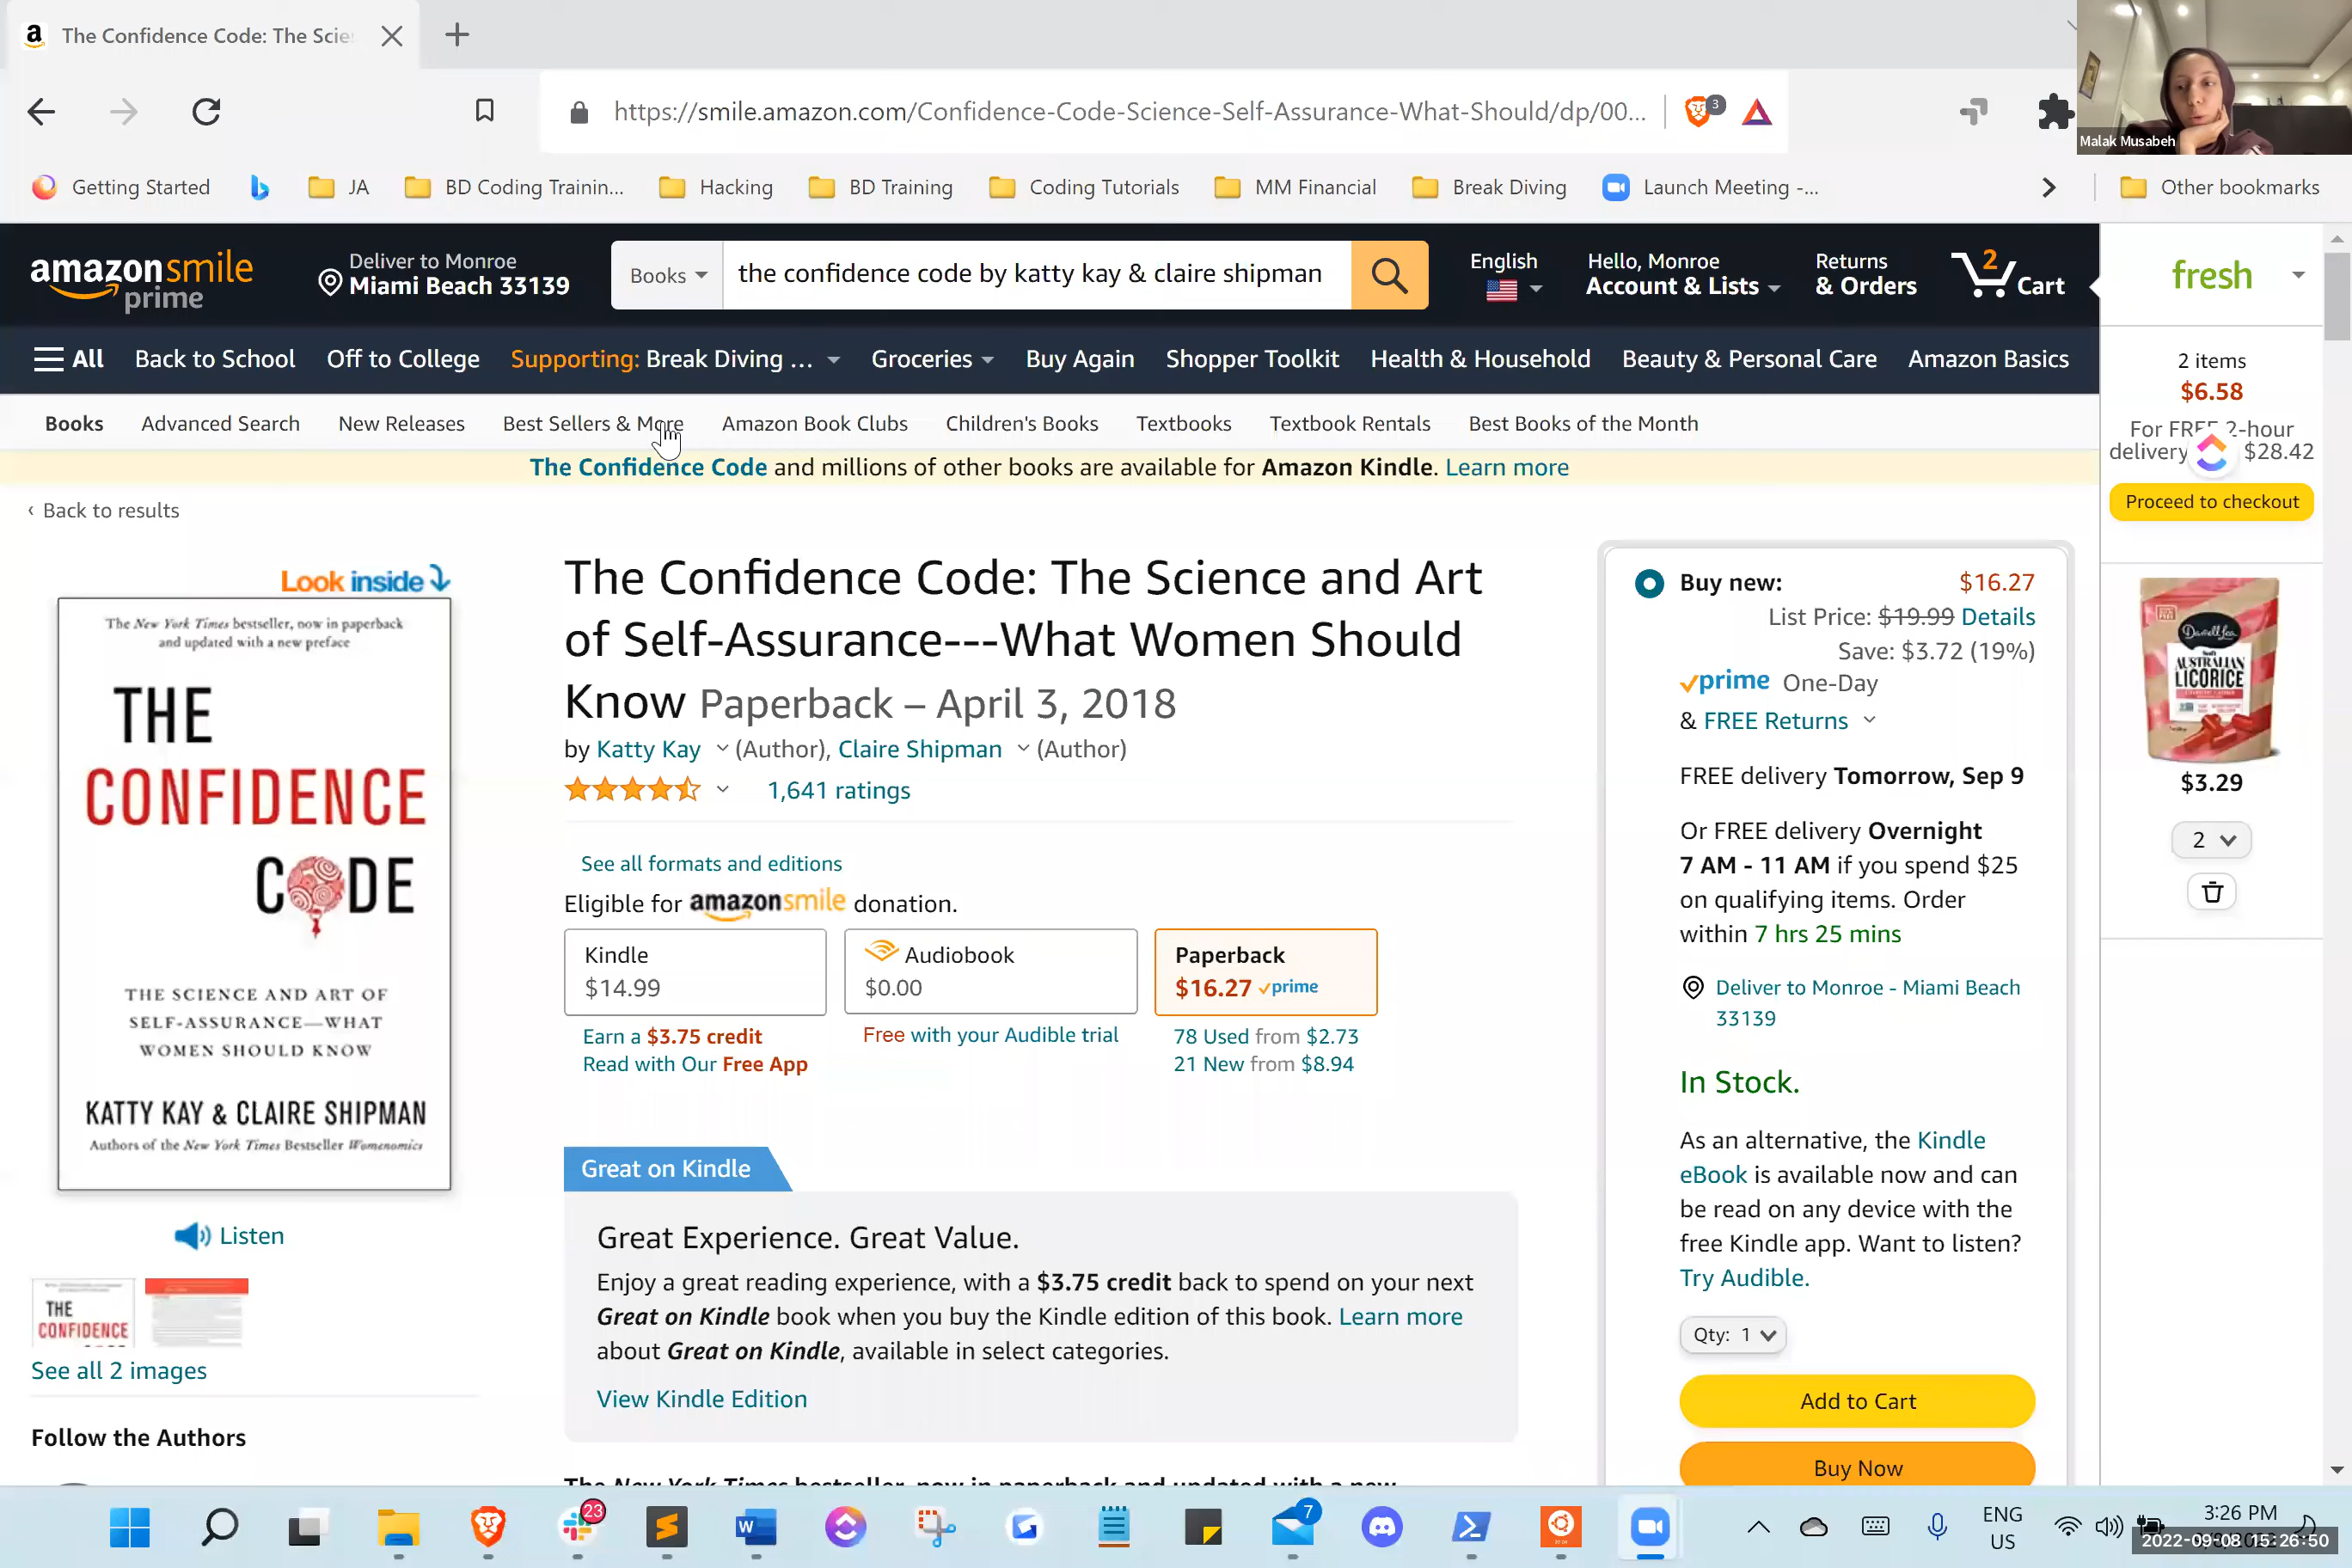 The Confidence Code: The Scie
https://smile.amazon.com/Confidence-Code-Science-Self-Assurance-What-Should/dp/00...
3
Malak Musabeh
Getting Started
JA
BD Coding Trainin...
Hacking
BD Training
Coding Tutorials
MM Financial
Break Diving
Launch Meeting -...
Other bookmarks
amazonsmile
prime
Deliver to Monroe
Miami Beach 33139
Books
the confidence code by katty kay & claire shipman
English
Hello, Monroe
Account & Lists
Returns
& Orders
2
Cart
fresh
All
Back to School
Off to College
Supporting: Break Diving ...
Groceries
Buy Again
Shopper Toolkit
Health & Household
Beauty & Personal Care
Amazon Basics
2 items
$6.58
For FREE 2-hour
delivery $28.42
Proceed to checkout
Books
Advanced Search
New Releases
Best Sellers & More
Amazon Book Clubs
Children's Books
Textbooks
Textbook Rentals
Best Books of the Month
The Confidence Code and millions of other books are available for Amazon Kindle. Learn more
‹ Back to results
Look inside
The New York Times bestseller, now in paperback
and updated with a new preface
THE
CONFIDENCE
CODE
THE SCIENCE AND ART OF
SELF-ASSURANCE—WHAT
WOMEN SHOULD KNOW
KATTY KAY & CLAIRE SHIPMAN
Authors of the New York Times Bestseller Womenomics
Listen
THE
CONFIDENCE
See all 2 images
Follow the Authors
The Confidence Code: The Science and Art
of Self-Assurance---What Women Should
Know Paperback – April 3, 2018
by Katty Kay (Author), Claire Shipman (Author)
1,641 ratings
See all formats and editions
Eligible for amazonsmile donation.
Kindle
$14.99
Earn a $3.75 credit
Read with Our Free App
Audiobook
$0.00
Free with your Audible trial
Paperback
$16.27 prime
78 Used from $2.73
21 New from $8.94
Great on Kindle
Great Experience. Great Value.
Enjoy a great reading experience, with a $3.75 credit back to spend on your next
Great on Kindle book when you buy the Kindle edition of this book. Learn more
about Great on Kindle, available in select categories.
View Kindle Edition
The New York Times bestseller, now in paperback and updated with a new
Buy new: $16.27
List Price: $19.99 Details
Save: $3.72 (19%)
prime One-Day
& FREE Returns
FREE delivery Tomorrow, Sep 9
Or FREE delivery Overnight
7 AM - 11 AM if you spend $25
on qualifying items. Order
within 7 hrs 25 mins
Deliver to Monroe - Miami Beach
33139
In Stock.
As an alternative, the Kindle
eBook is available now and can
be read on any device with the
free Kindle app. Want to listen?
Try Audible.
Qty: 1
Add to Cart
Buy Now
Darrell Lea
AUSTRALIAN
LICORICE
$3.29
2
23
7
ENG
US
3:26 PM
2022-09-08 15:26:50